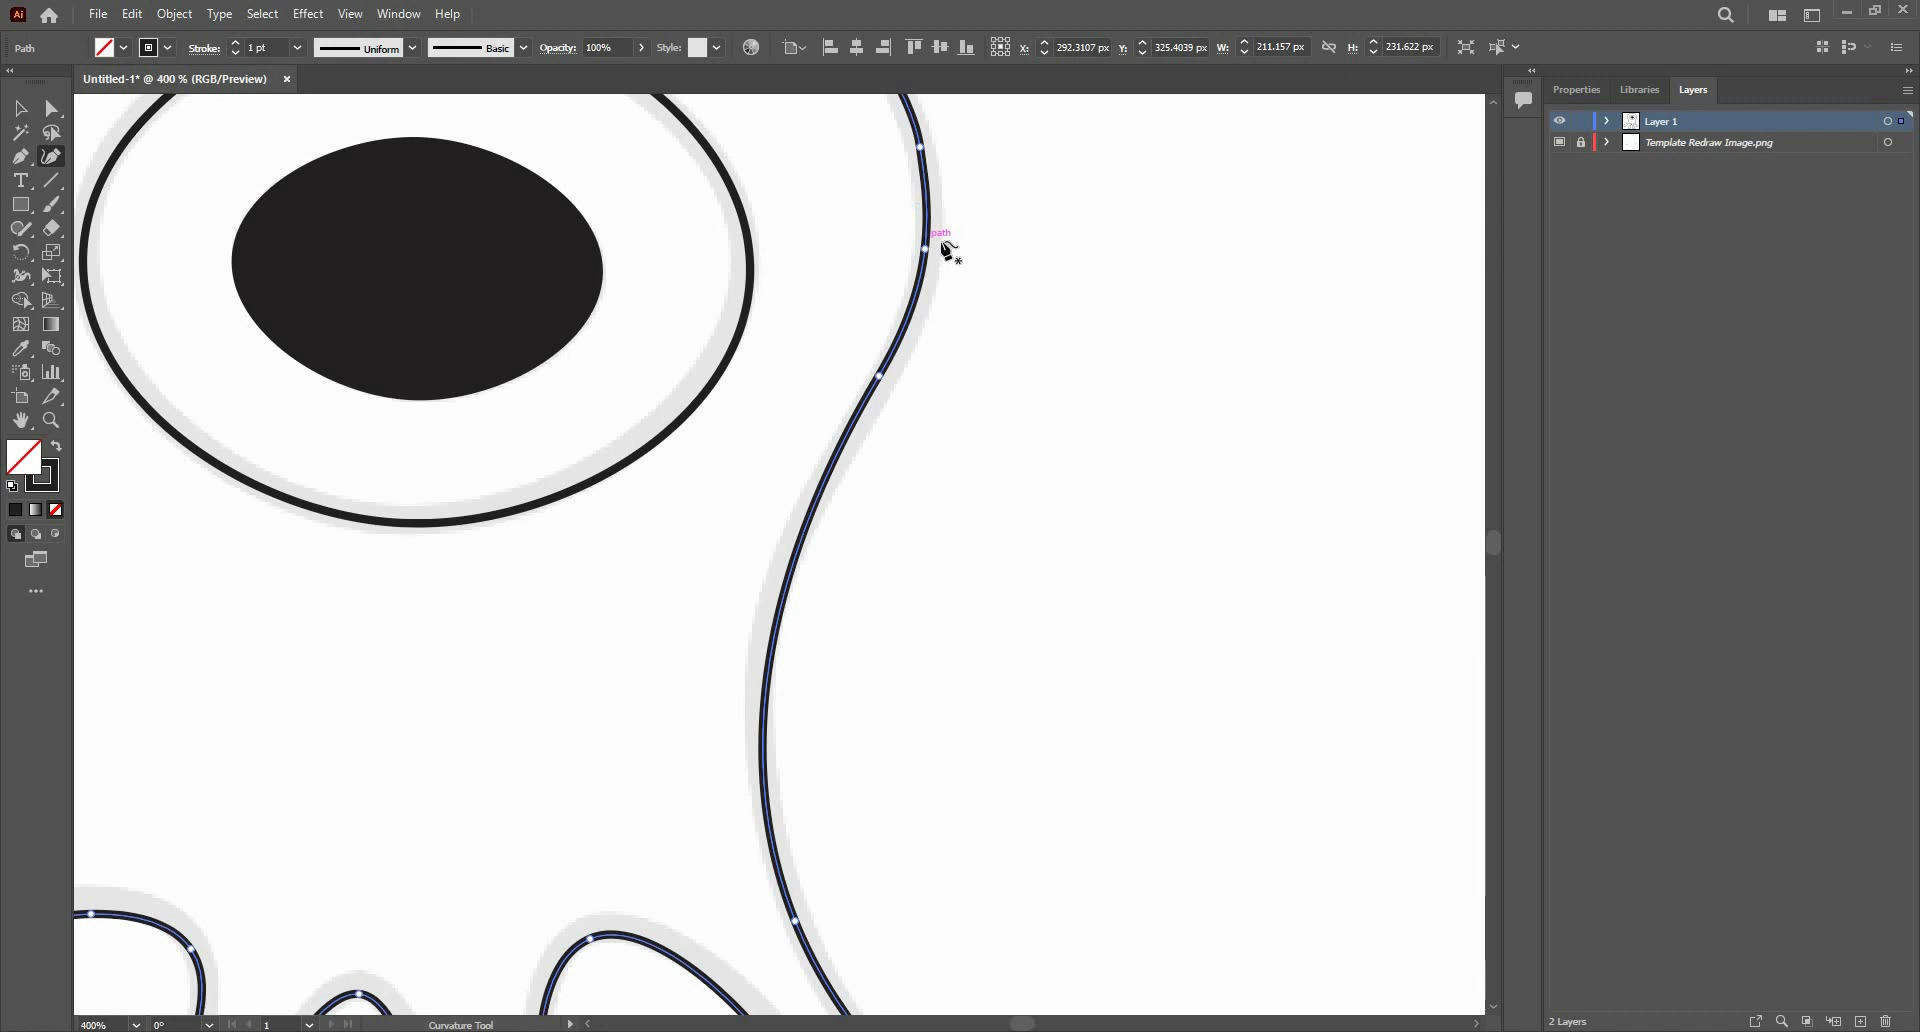 Ai File Edit Object Type Select Effect View Window Help
Path Stroke: 1 pt Uniform Basic Opacity: 100% Style: X: 292.3107 px Y: 325.4039 px W: 211.157 px H: 231.622 px
Untitled-1* @ 400 % (RGB/Preview)
Properties Libraries Layers
Layer 1
Template Redraw Image.png
path
400% 0° 1 Curvature Tool
2 Layers